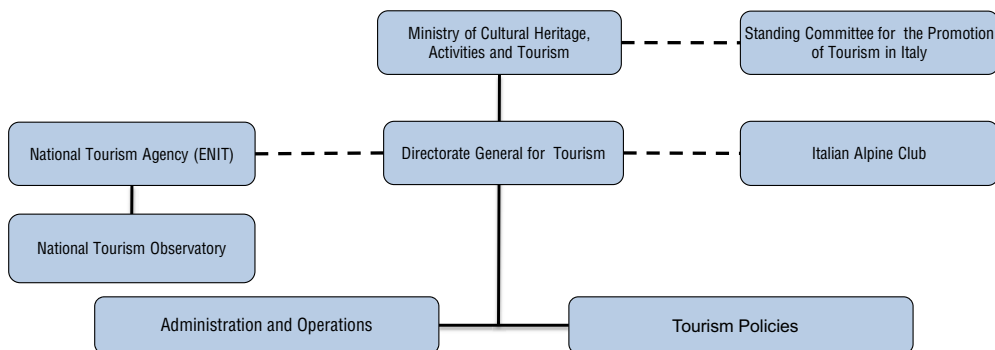 Ministry of Cultural Heritage,
Activities and Tourism
Standing Committee for the Promotion
of Tourism in Italy
National Tourism Agency (ENIT)
Directorate General for Tourism
Italian Alpine Club
National Tourism Observatory
Administration and Operations
Tourism Policies